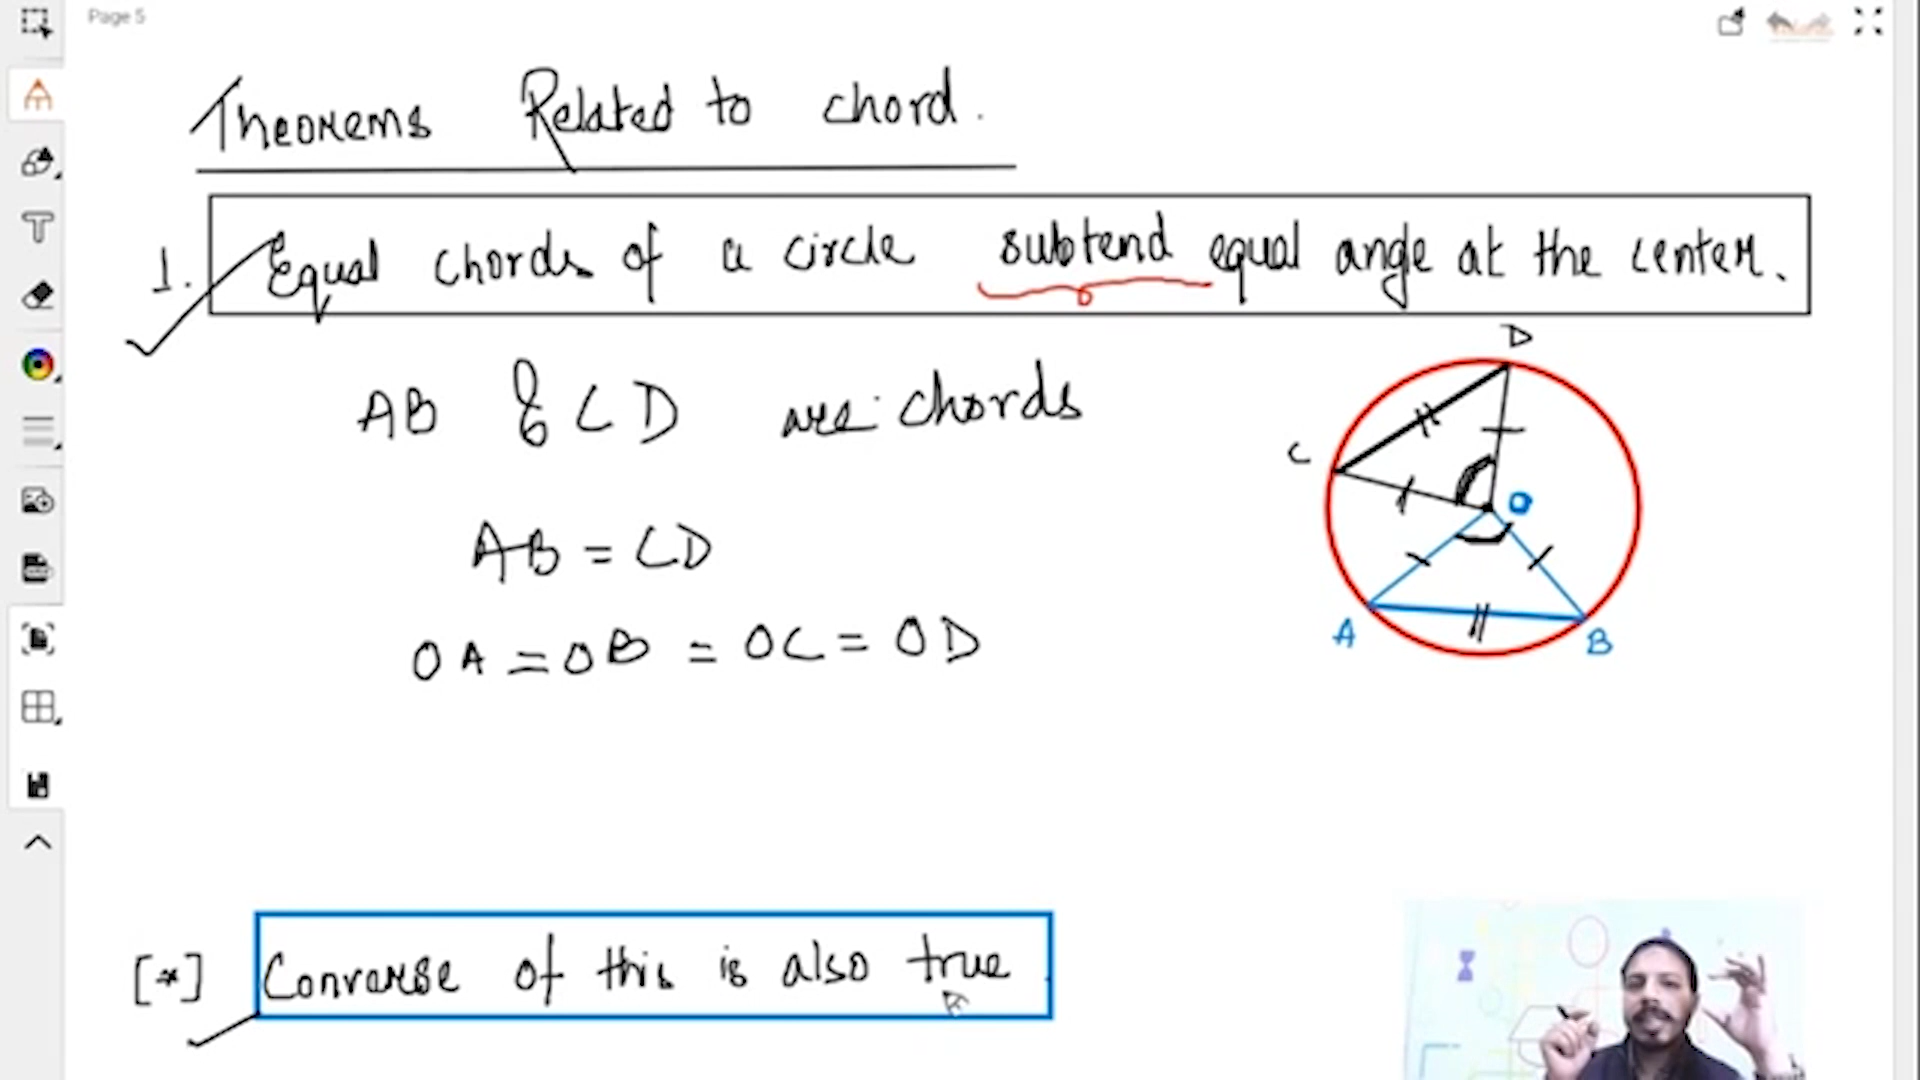 Page 5
Theorems Related to chord.
1. Equal chords of a circle subtend equal angle at the center.
AB & CD are chords
AB = CD
OA = OB = OC = OD
D
C
O
A
B
[*] Converse of this is also true